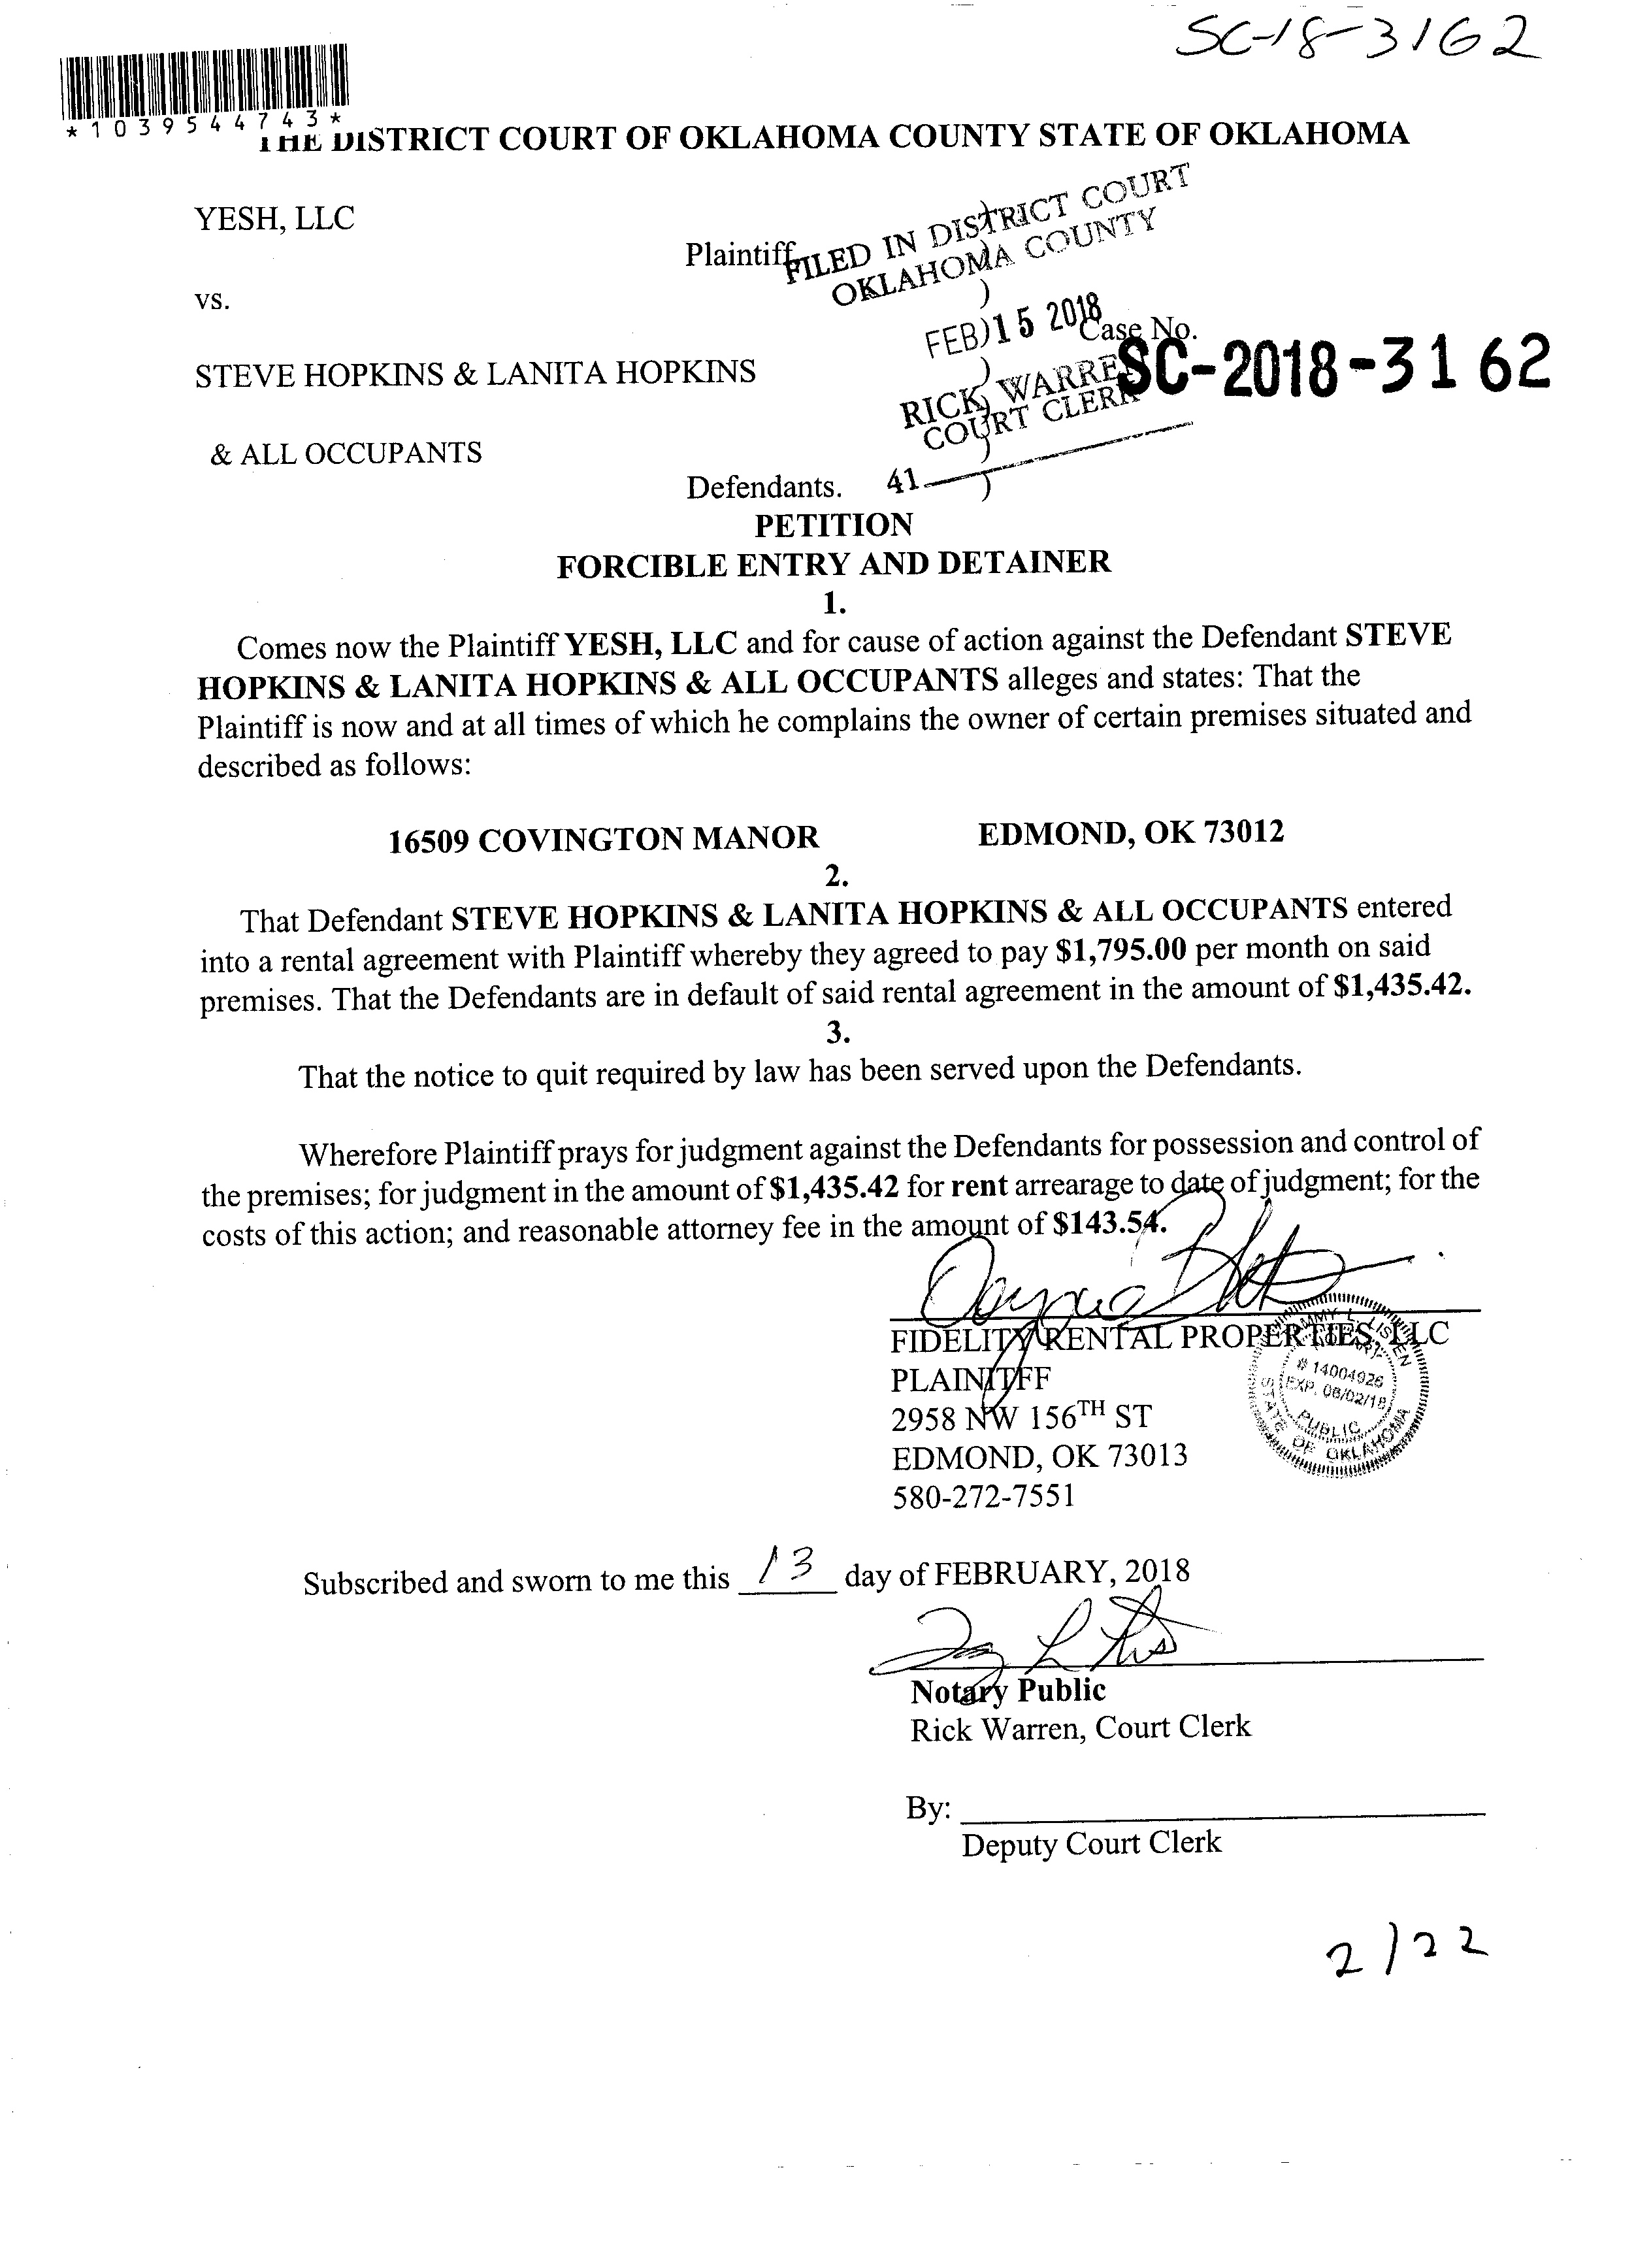 SC-18-3162
*1039544743*
THE DISTRICT COURT OF OKLAHOMA COUNTY STATE OF OKLAHOMA
YESH, LLC
Plaintiff, )
FILED IN DISTRICT COURT
OKLAHOMA COUNTY
vs. )
FEB 15 2018
Case No.
SC-2018-3162
STEVE HOPKINS & LANITA HOPKINS )
RICK WARREN
COURT CLERK
& ALL OCCUPANTS )
41
Defendants. )
PETITION
FORCIBLE ENTRY AND DETAINER
1.
Comes now the Plaintiff YESH, LLC and for cause of action against the Defendant STEVE
HOPKINS & LANITA HOPKINS & ALL OCCUPANTS alleges and states: That the
Plaintiff is now and at all times of which he complains the owner of certain premises situated and
described as follows:
16509 COVINGTON MANOR EDMOND, OK 73012
2.
That Defendant STEVE HOPKINS & LANITA HOPKINS & ALL OCCUPANTS entered
into a rental agreement with Plaintiff whereby they agreed to pay $1,795.00 per month on said
premises. That the Defendants are in default of said rental agreement in the amount of $1,435.42.
3.
That the notice to quit required by law has been served upon the Defendants.
Wherefore Plaintiff prays for judgment against the Defendants for possession and control of
the premises; for judgment in the amount of $1,435.42 for rent arrearage to date of judgment; for the
costs of this action; and reasonable attorney fee in the amount of $143.54.
FIDELITY RENTAL PROPERTIES, LLC
PLAINITFF
2958 NW 156TH ST
EDMOND, OK 73013
580-272-7551
NOTARY
# 14004926
EXP. 06/02/18
PUBLIC
STATE OF OKLAHOMA
Subscribed and sworn to me this 13 day of FEBRUARY, 2018
Notary Public
Rick Warren, Court Clerk
By:
Deputy Court Clerk
2/22